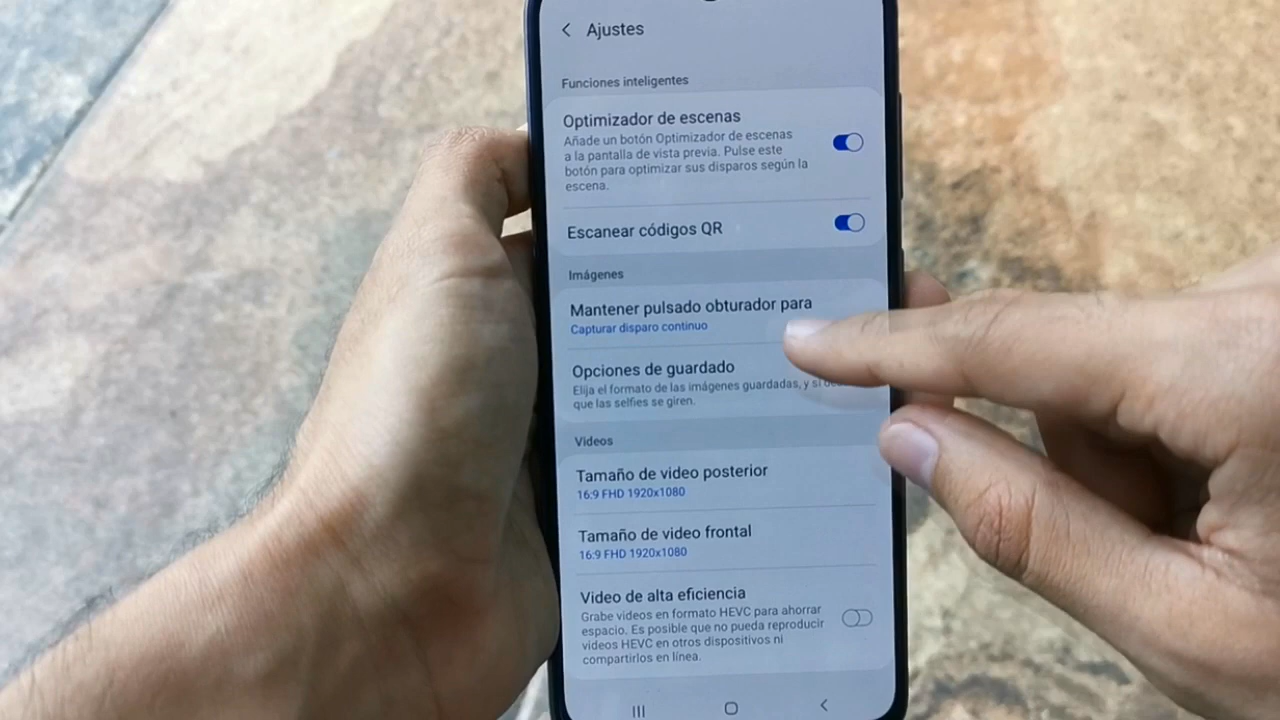 Ajustes
Funciones inteligentes
Optimizador de escenas
Añade un botón Optimizador de escenas
a la pantalla de vista previa. Pulse este
botón para optimizar sus disparos según la
escena.
Escanear códigos QR
Imágenes
Mantener pulsado obturador para
Capturar disparo continuo
Opciones de guardado
Elija el formato de las imágenes guardadas, y si
que las selfies se giren.
Videos
Tamaño de video posterior
16:9 FHD 1920x1080
Tamaño de video frontal
16:9 FHD 1920x1080
Video de alta eficiencia
Grabe videos en formato HEVC para ahorrar
espacio. Es posible que no pueda reproducir
videos HEVC en otros dispositivos ni
compartirlos en línea.